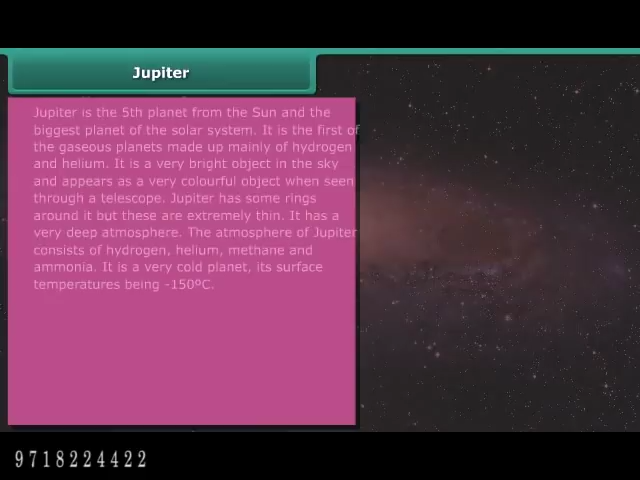 Jupiter
Jupiter is the 5th planet from the Sun and the
biggest planet of the solar system. It is the first of
the gaseous planets made up mainly of hydrogen
and helium. It is a very bright object in the sky
and appears as a very colourful object when seen
through a telescope. Jupiter has some rings
around it but these are extremely thin. It has a
very deep atmosphere. The atmosphere of Jupiter
consists of hydrogen, helium, methane and
ammonia. It is a very cold planet, its surface
temperatures being -150ºC.
9718224422